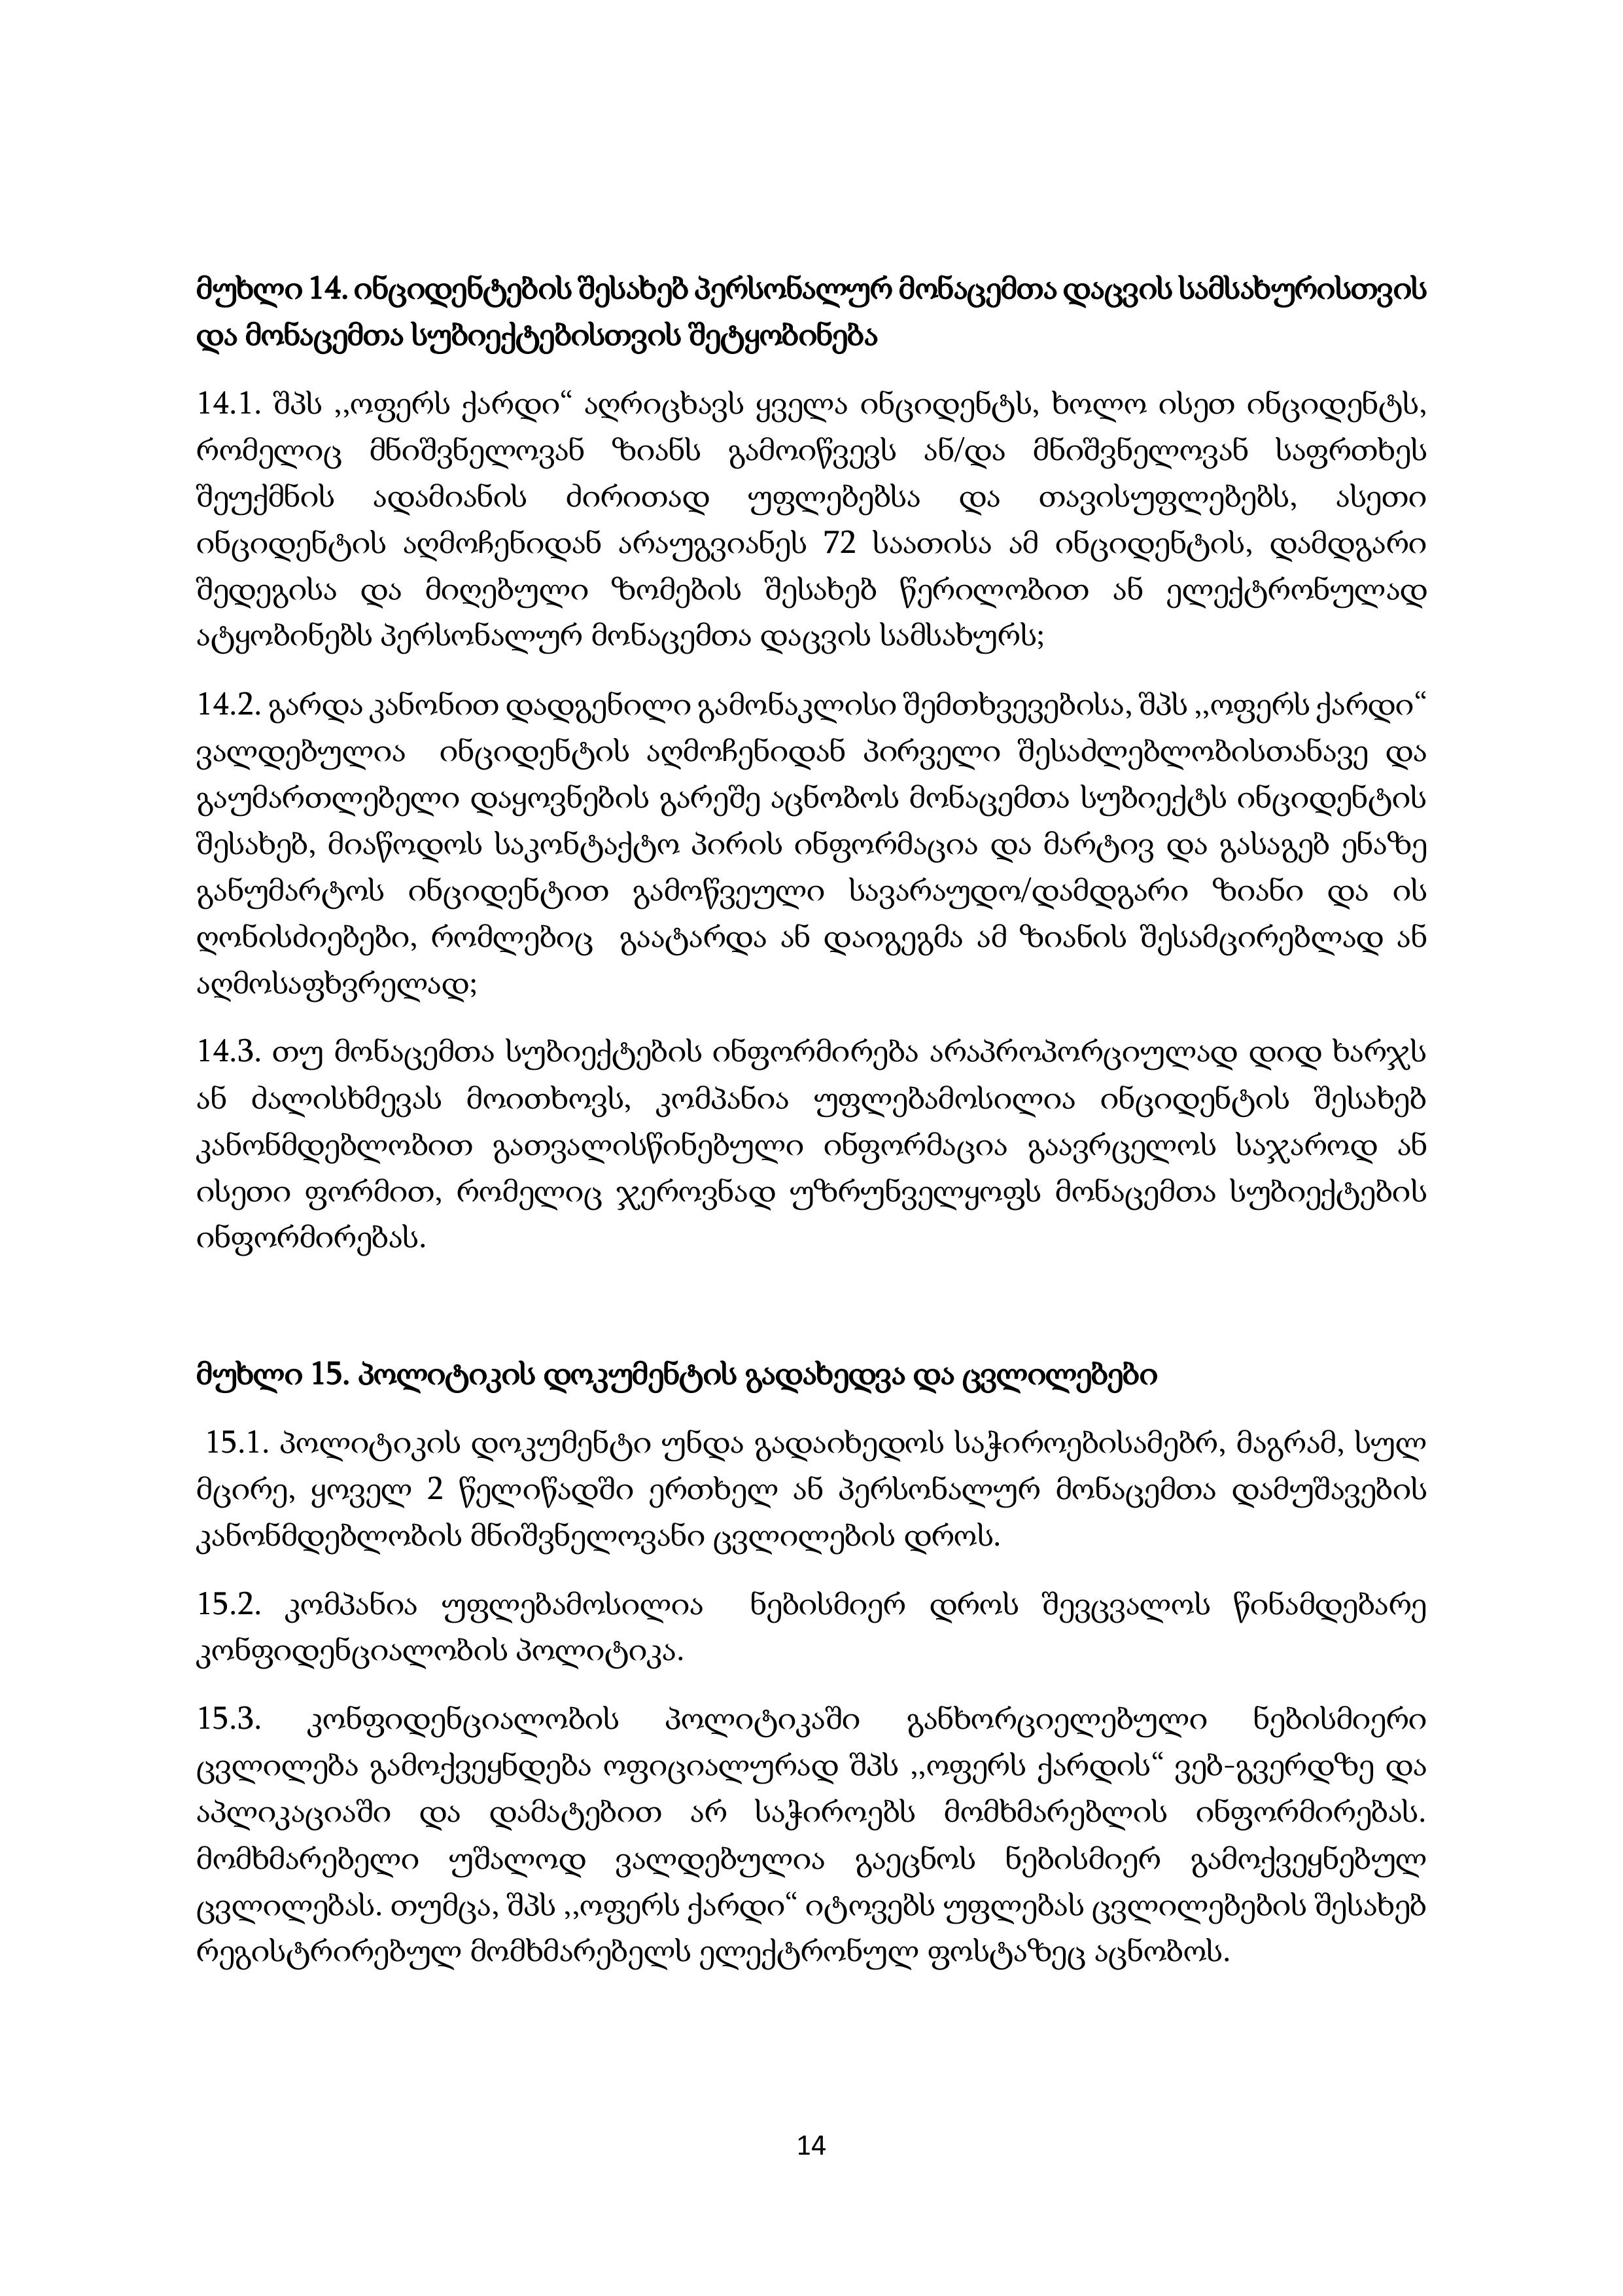 მუხლი 14. ინციდენტების შესახებ პერსონალურ მონაცემთა დაცვის სამსახურისთვის
და მონაცემთა სუბიექტებისთვის შეტყობინება
14.1. შპს ,,ოფერს ქარდი“ აღრიცხავს ყველა ინციდენტს, ხოლო ისეთ ინციდენტს,
რომელიც მნიშვნელოვან ზიანს გამოიწვევს ან/და მნიშვნელოვან საფრთხეს
შეუქმნის ადამიანის ძირითად უფლებებსა და თავისუფლებებს, ასეთი
ინციდენტის აღმოჩენიდან არაუგვიანეს 72 საათისა ამ ინციდენტის, დამდგარი
შედეგისა და მიღებული ზომების შესახებ წერილობით ან ელექტრონულად
ატყობინებს პერსონალურ მონაცემთა დაცვის სამსახურს;
14.2. გარდა კანონით დადგენილი გამონაკლისი შემთხვევებისა, შპს ,,ოფერს ქარდი“
ვალდებულია ინციდენტის აღმოჩენიდან პირველი შესაძლებლობისთანავე და
გაუმართლებელი დაყოვნების გარეშე აცნობოს მონაცემთა სუბიექტს ინციდენტის
შესახებ, მიაწოდოს საკონტაქტო პირის ინფორმაცია და მარტივ და გასაგებ ენაზე
განუმარტოს ინციდენტით გამოწვეული სავარაუდო/დამდგარი ზიანი და ის
ღონისძიებები, რომლებიც გაატარდა ან დაიგეგმა ამ ზიანის შესამცირებლად ან
აღმოსაფხვრელად;
14.3. თუ მონაცემთა სუბიექტების ინფორმირება არაპროპორციულად დიდ ხარჯს
ან ძალისხმევას მოითხოვს, კომპანია უფლებამოსილია ინციდენტის შესახებ
კანონმდებლობით გათვალისწინებული ინფორმაცია გაავრცელოს საჯაროდ ან
ისეთი ფორმით, რომელიც ჯეროვნად უზრუნველყოფს მონაცემთა სუბიექტების
ინფორმირებას.
მუხლი 15. პოლიტიკის დოკუმენტის გადახედვა და ცვლილებები
15.1. პოლიტიკის დოკუმენტი უნდა გადაიხედოს საჭიროებისამებრ, მაგრამ, სულ
მცირე, ყოველ 2 წელიწადში ერთხელ ან პერსონალურ მონაცემთა დამუშავების
კანონმდებლობის მნიშვნელოვანი ცვლილების დროს.
15.2. კომპანია უფლებამოსილია ნებისმიერ დროს შევცვალოს წინამდებარე
კონფიდენციალობის პოლიტიკა.
15.3. კონფიდენციალობის პოლიტიკაში განხორციელებული ნებისმიერი
ცვლილება გამოქვეყნდება ოფიციალურად შპს ,,ოფერს ქარდის“ ვებ-გვერდზე და
აპლიკაციაში და დამატებით არ საჭიროებს მომხმარებლის ინფორმირებას.
მომხმარებელი უშალოდ ვალდებულია გაეცნოს ნებისმიერ გამოქვეყნებულ
ცვლილებას. თუმცა, შპს ,,ოფერს ქარდი“ იტოვებს უფლებას ცვლილებების შესახებ
რეგისტრირებულ მომხმარებელს ელექტრონულ ფოსტაზეც აცნობოს.
14